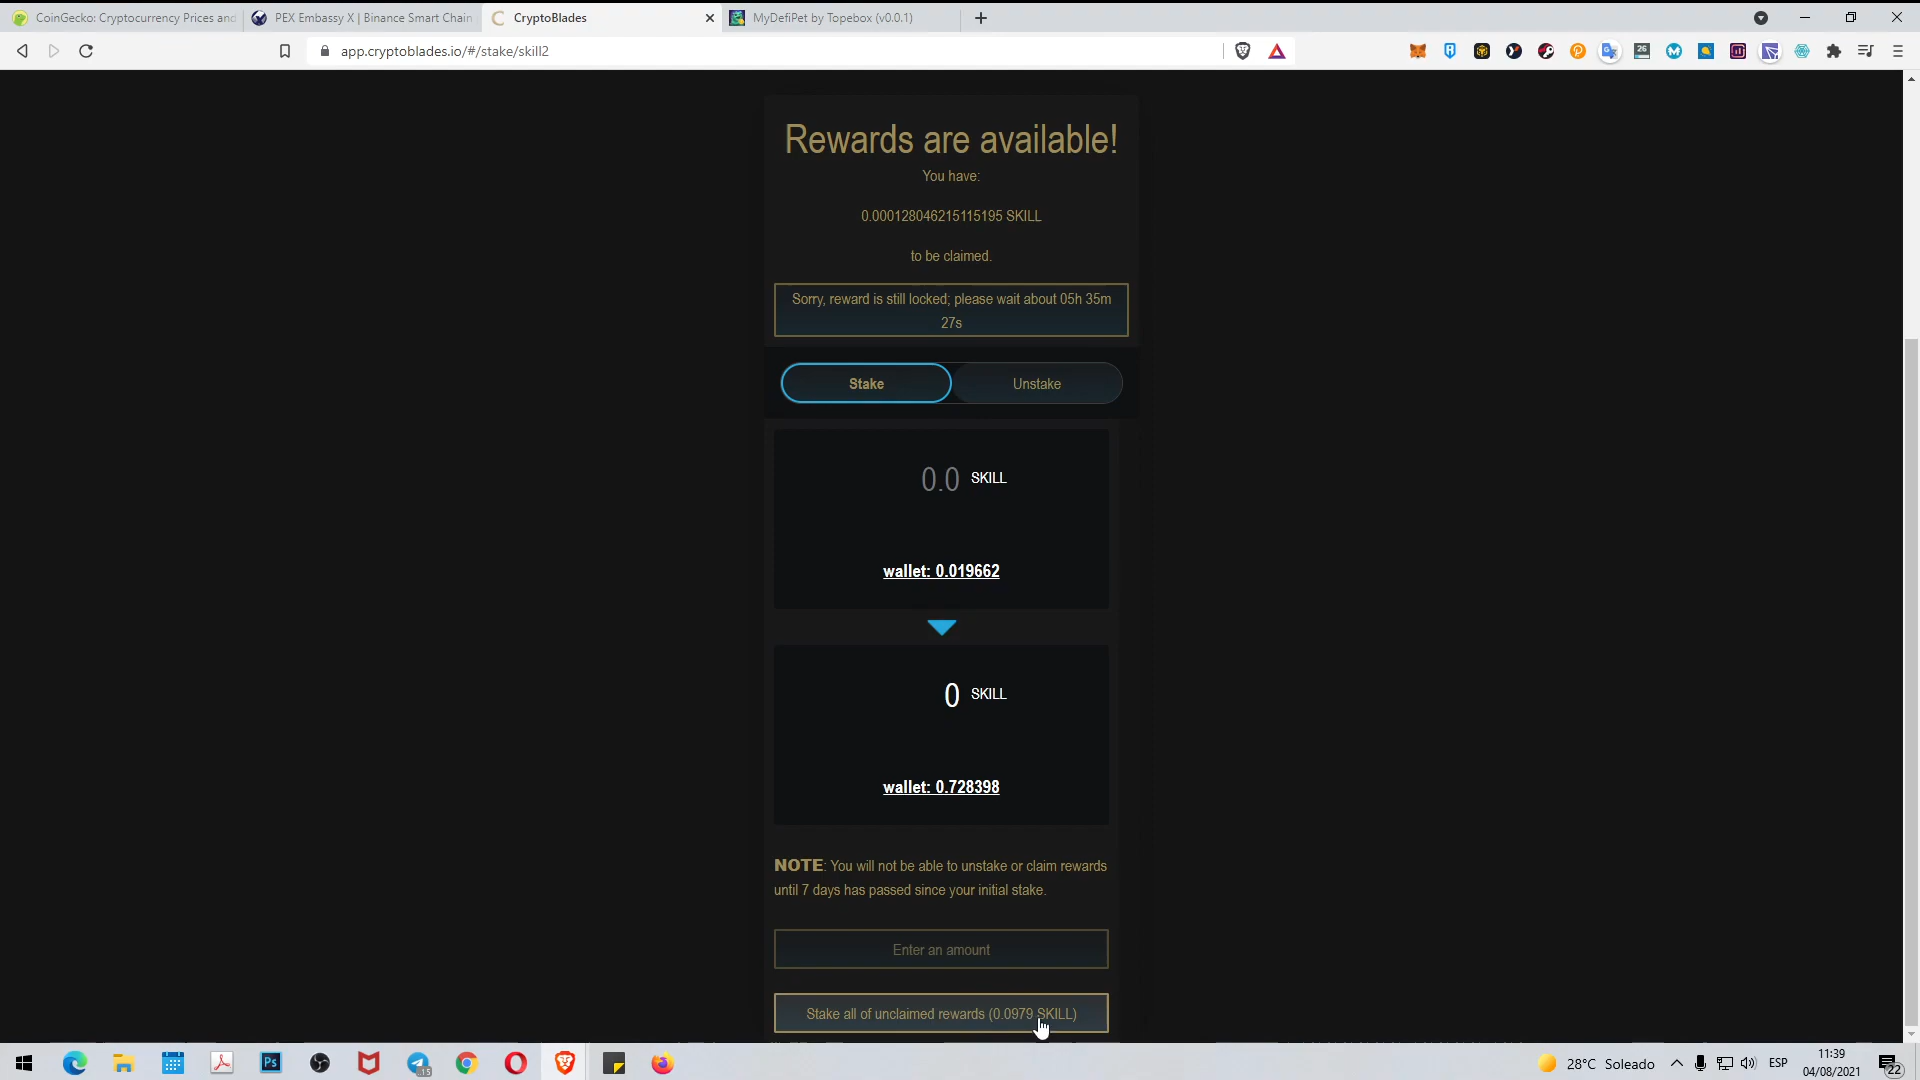 CoinGecko: Cryptocurrency Prices and
PEX Embassy X | Binance Smart Chain
CryptoBlades
MyDefiPet by Topebox (v0.0.1)
app.cryptoblades.io/#/stake/skill2
26
Rewards are available!
You have:
0.000128046215115195 SKILL
to be claimed.
Sorry, reward is still locked; please wait about 05h 35m
27s
Stake
Unstake
0.0 SKILL
wallet: 0.019662
0 SKILL
wallet: 0.728398
NOTE: You will not be able to unstake or claim rewards
until 7 days has passed since your initial stake.
Enter an amount
Stake all of unclaimed rewards (0.0979 SKILL)
Ps
15
28°C Soleado
ESP
11:39
04/08/2021
22